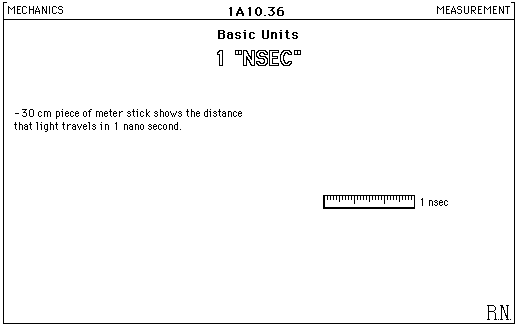 MECHANICS
1A10.36
MEASUREMENT
Basic Units
1 "NSEC"
- 30 cm piece of meter stick shows the distance
that light travels in 1 nano second.
1 nsec
R.N.